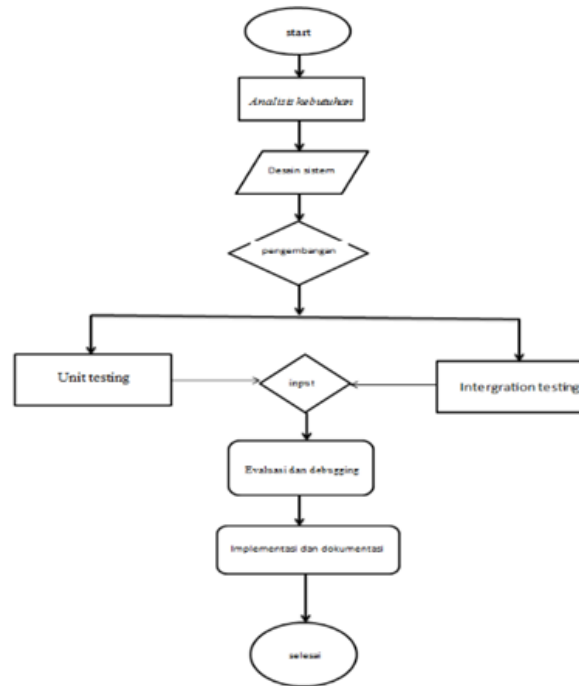 start
Analisis kebutuhan
Desain sistem
pengembangan
Unit testing
input
Intergration testing
Evaluasi dan debugging
Implementasi dan dokumentasi
selesai